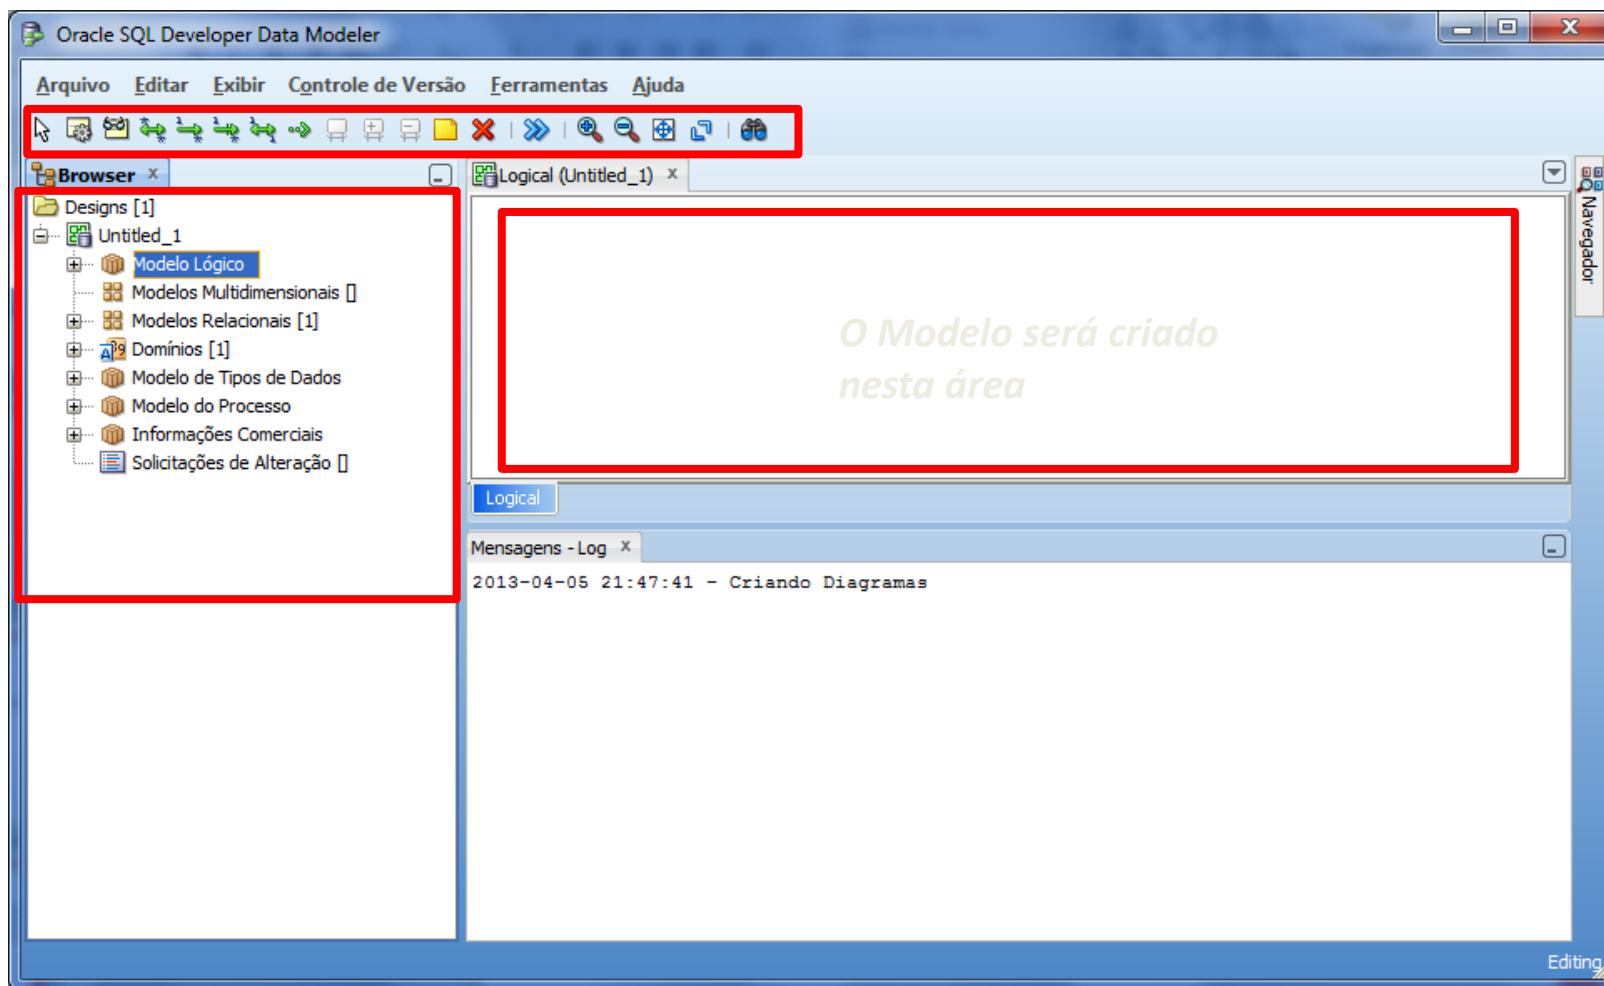 Oracle SQL Developer Data Modeler
Arquivo Editar Exibir Controle de Versão Ferramentas Ajuda
Browser x
Logical (Untitled_1) x
Navegador
Designs [1]
Untitled_1
Modelo Lógico
Modelos Multidimensionais []
Modelos Relacionais [1]
Domínios [1]
Modelo de Tipos de Dados
Modelo do Processo
Informações Comerciais
Solicitações de Alteração []
O Modelo será criado
nesta área
Logical
Mensagens - Log x
2013-04-05 21:47:41 - Criando Diagramas
Editing